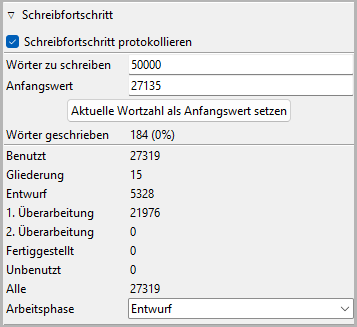 Schreibfortschritt
Schreibfortschritt protokollieren
Wörter zu schreiben 50000
Anfangswert 27135
Aktuelle Wortzahl als Anfangswert setzen
Wörter geschrieben 184 (0%)
Benutzt 27319
Gliederung 15
Entwurf 5328
1. Überarbeitung 21976
2. Überarbeitung 0
Fertiggestellt 0
Unbenutzt 0
Alle 27319
Arbeitsphase Entwurf